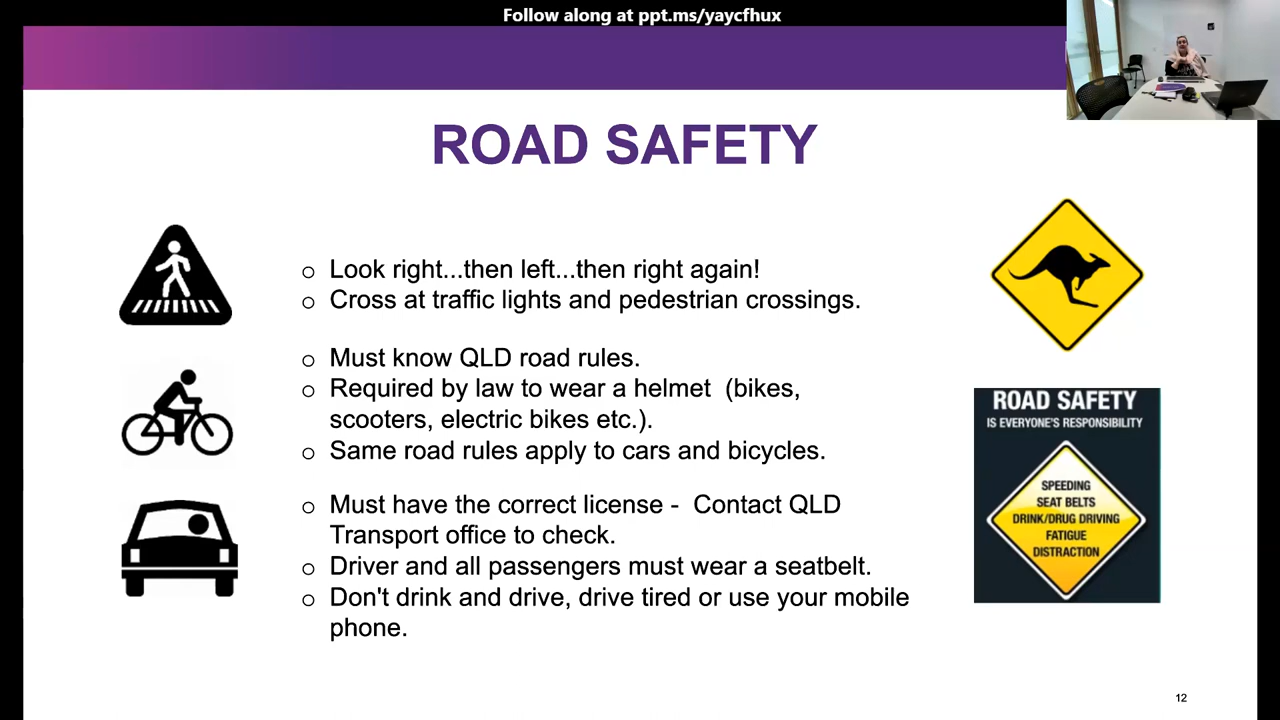 Follow along at ppt.ms/yaycfhux
ROAD SAFETY
o Look right...then left...then right again!
o Cross at traffic lights and pedestrian crossings.
o Must know QLD road rules.
o Required by law to wear a helmet  (bikes,
scooters, electric bikes etc.).
o Same road rules apply to cars and bicycles.
o Must have the correct license -  Contact QLD
Transport office to check.
o Driver and all passengers must wear a seatbelt.
o Don't drink and drive, drive tired or use your mobile
phone.
ROAD SAFETY
IS EVERYONE'S RESPONSIBILITY
SPEEDING
SEAT BELTS
DRINK/DRUG DRIVING
FATIGUE
DISTRACTION
12